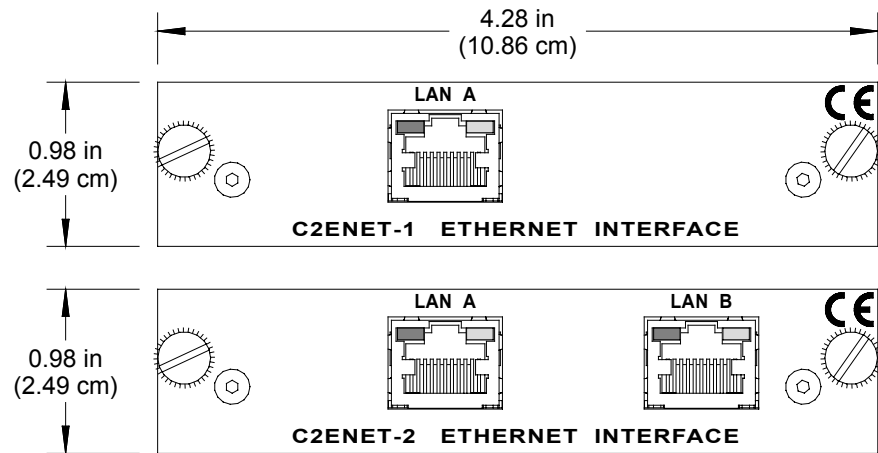 4.28 in
(10.86 cm)
LAN A
CE
0.98 in
(2.49 cm)
C2ENET-1 ETHERNET INTERFACE
LAN A
LAN B
CE
0.98 in
(2.49 cm)
C2ENET-2 ETHERNET INTERFACE